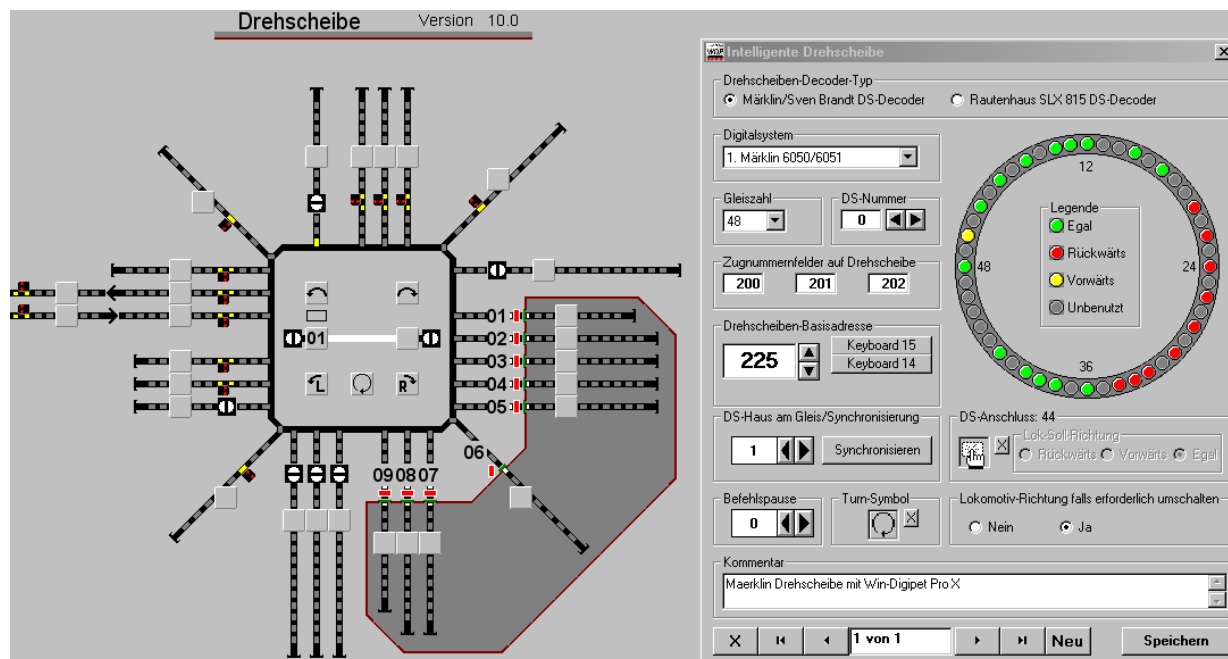 Drehscheibe Version 10.0
01
01
02
03
04
05
06
09 08 07
L
R
WDP
Intelligente Drehscheibe
Drehscheiben-Decoder-Typ
Märklin/Sven Brandt DS-Decoder Rautenhaus SLX 815 DS-Decoder
Digitalsystem
1. Märklin 6050/6051
Gleiszahl DS-Nummer
48 0
Zugnummernfelder auf Drehscheibe
200 201 202
Drehscheiben-Basisadresse
225
Keyboard 15
Keyboard 14
12
Legende
Egal
Rückwärts
Vorwärts
Unbenutzt
48
24
36
DS-Haus am Gleis/Synchronisierung
1 Synchronisieren
DS-Anschluss: 44
X
Lok-Soll-Richtung
Rückwärts Vorwärts Egal
Befehlspause Turn-Symbol
0 X
Lokomotiv-Richtung falls erforderlich umschalten
Nein Ja
Kommentar
Maerklin Drehscheibe mit Win-Digipet Pro X
X 1 von 1 Neu Speichern